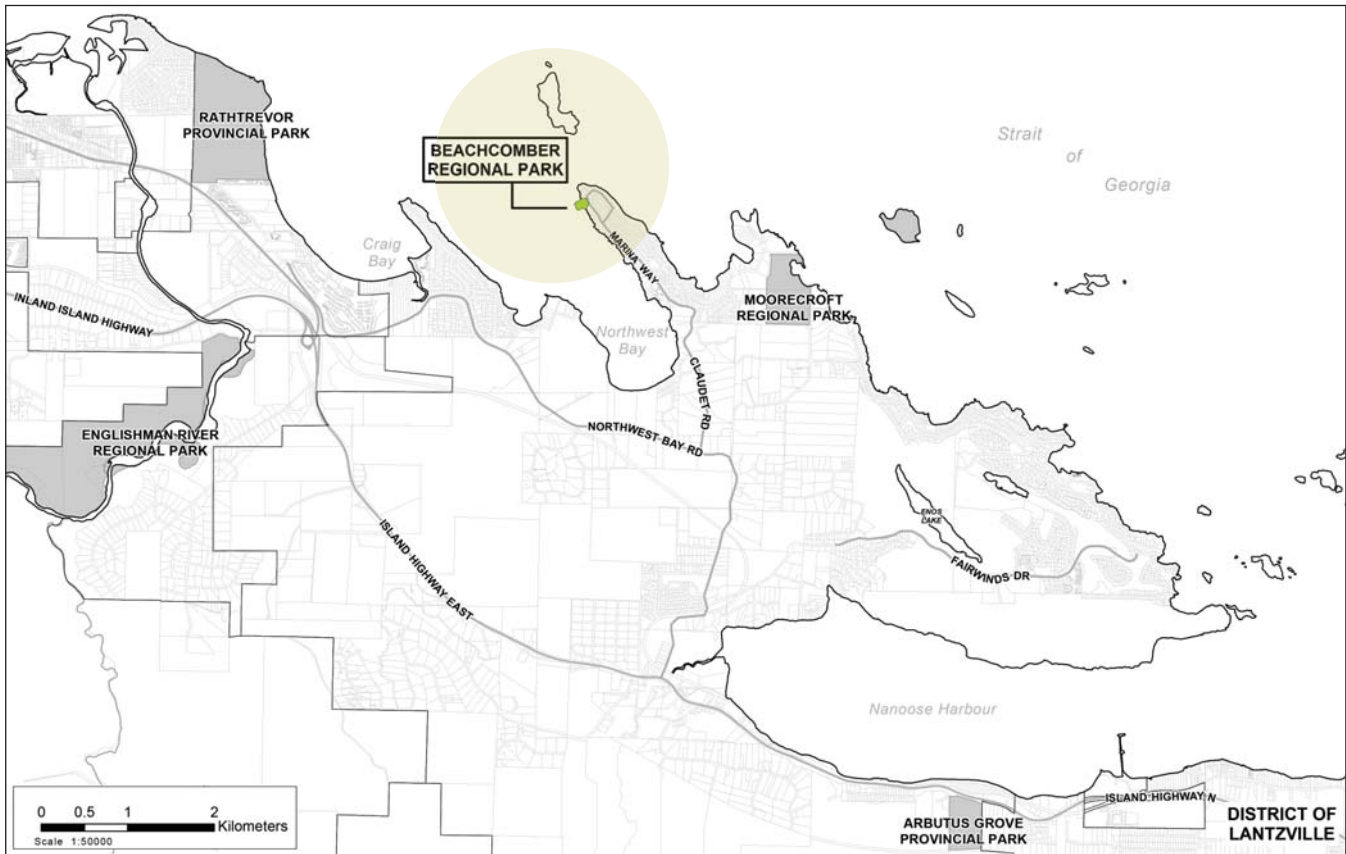 RATHTREVOR
PROVINCIAL PARK
BEACHCOMBER
REGIONAL PARK
Strait
of
Georgia
Craig
Bay
MARINA WAY
MOORECROFT
REGIONAL PARK
INLAND ISLAND HIGHWAY
Northwest
Bay
CLAUDET RD
ENGLISHMAN RIVER
REGIONAL PARK
NORTHWEST BAY RD
ENOS
LAKE
ISLAND HIGHWAY EAST
FAIRWINDS DR
Nanoose Harbour
0 0.5 1 2
Kilometers
Scale 1:50000
ISLAND HIGHWAY N
ARBUTUS GROVE
PROVINCIAL PARK
DISTRICT OF
LANTZVILLE